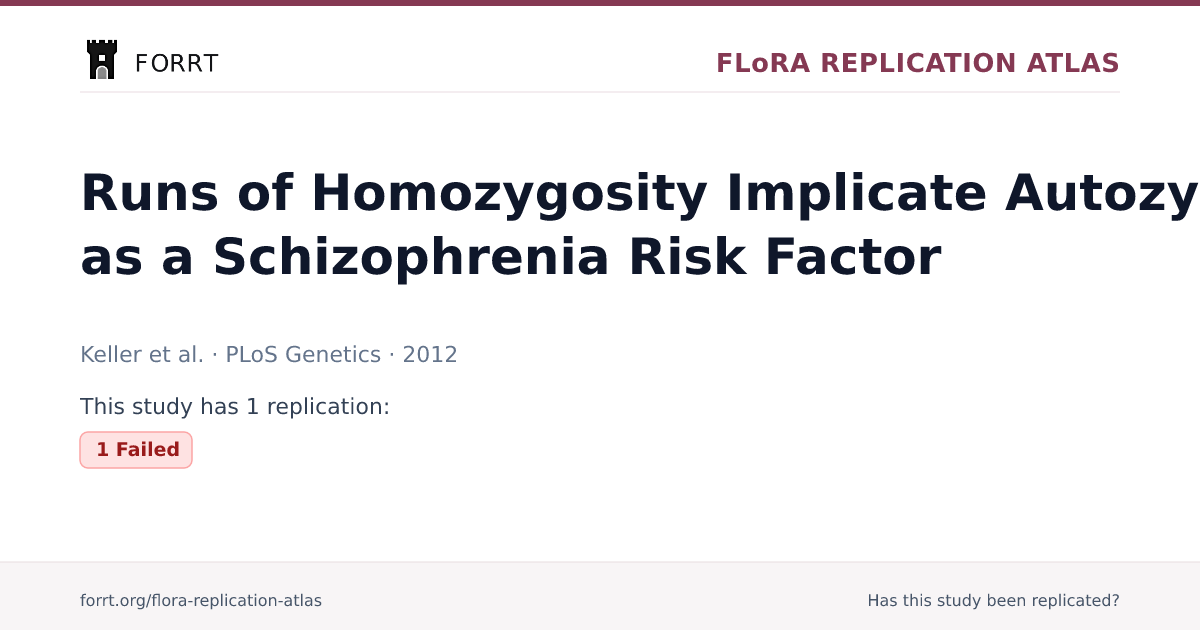 FORRT
FLoRA REPLICATION ATLAS
Runs of Homozygosity Implicate Autozy
as a Schizophrenia Risk Factor
Keller et al. · PLoS Genetics · 2012
This study has 1 replication:
1 Failed
forrt.org/flora-replication-atlas
Has this study been replicated?